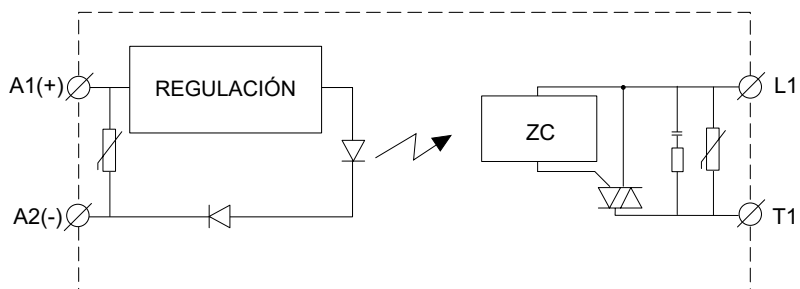 A1(+)
REGULACIÓN
L1
ZC
A2(-)
T1